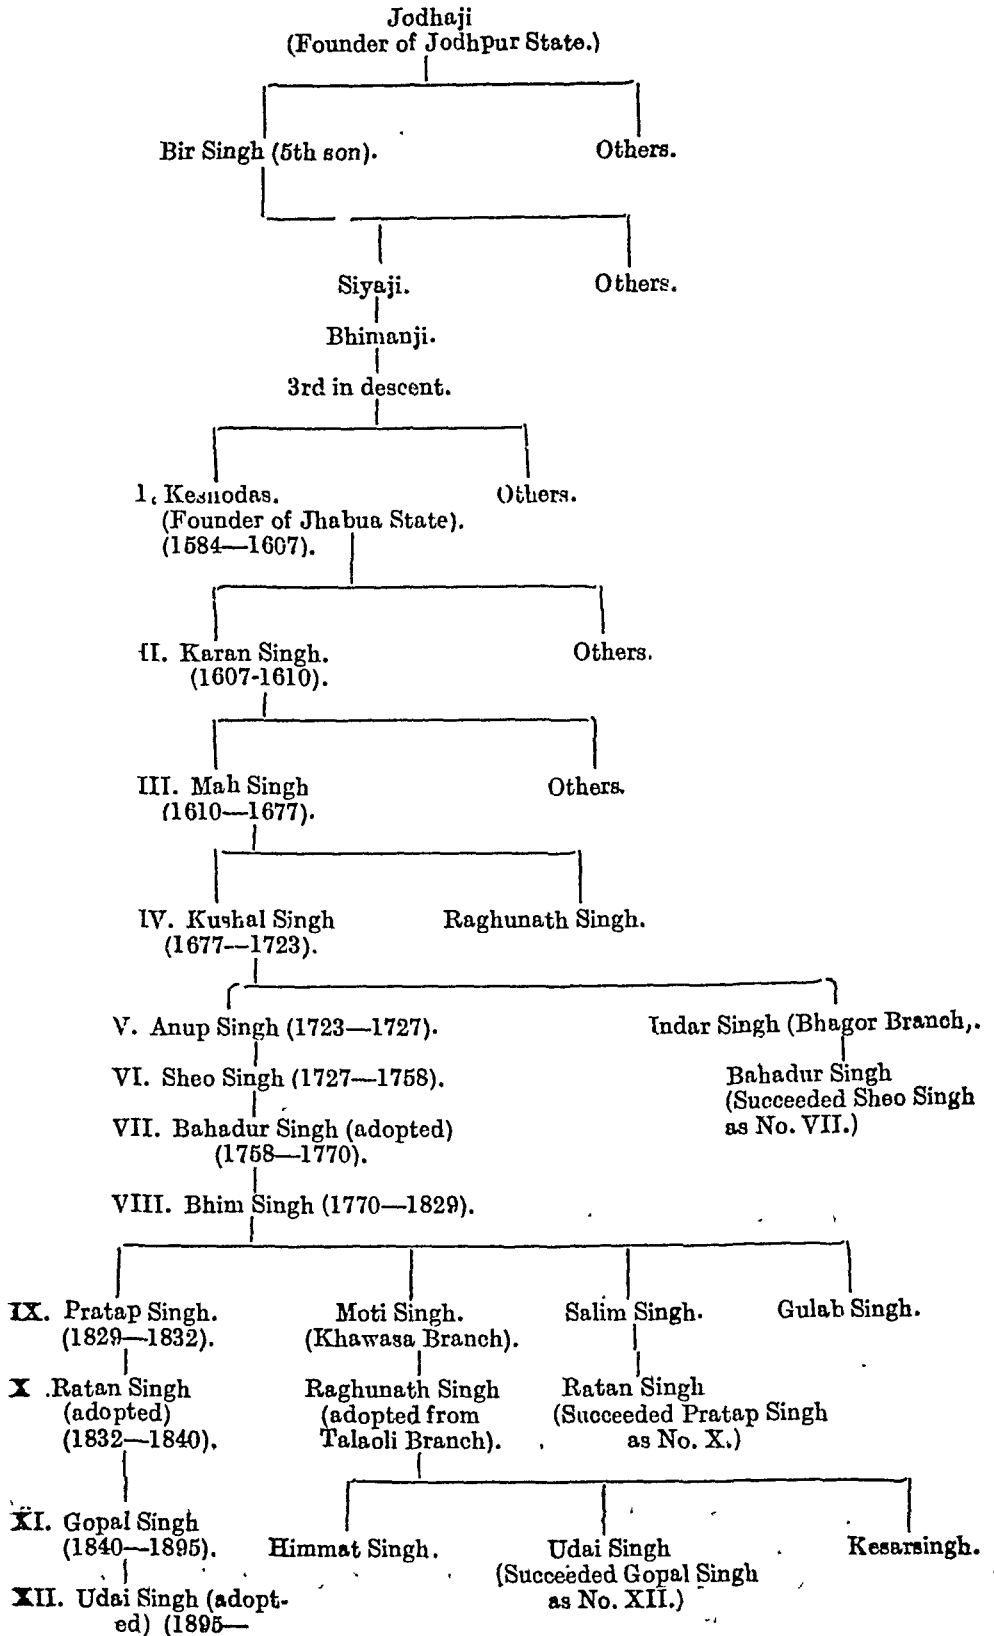 Jodhaji
(Founder of Jodhpur State.)
Bir Singh (5th son). Others.
Siyaji. Others.
Bhimanji.
3rd in descent.
I. Keshodas. Others.
(Founder of Jhabua State).
(1584—1607).
II. Karan Singh. Others.
(1607-1610).
III. Mah Singh Others.
(1610—1677).
IV. Kushal Singh Raghunath Singh.
(1677—1723).
V. Anup Singh (1723—1727). Indar Singh (Bhagor Branch).
VI. Sheo Singh (1727—1758). Bahadur Singh
(Succeeded Sheo Singh
VII. Bahadur Singh (adopted) as No. VII.)
(1758—1770).
VIII. Bhim Singh (1770—1829).
IX. Pratap Singh. Moti Singh. Salim Singh. Gulab Singh.
(1829—1832). (Khawasa Branch).
X. Ratan Singh Raghunath Singh Ratan Singh
(adopted) (adopted from (Succeeded Pratap Singh
(1832—1840). Talaoli Branch). as No. X.)
XI. Gopal Singh
(1840—1895). Himmat Singh. Udai Singh Kesarsingh.
(Succeeded Gopal Singh
XII. Udai Singh (adopt- as No. XII.)
ed) (1895—